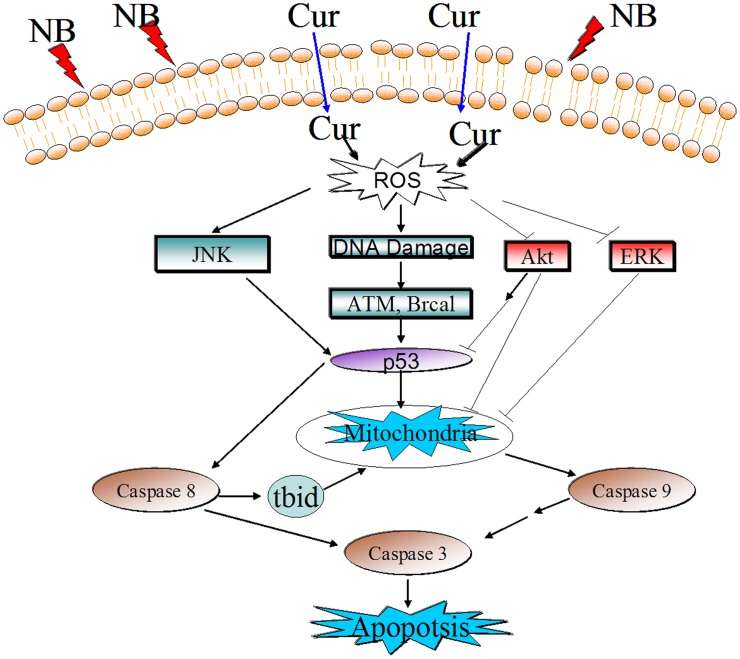 NB
NB
Cur
Cur
NB
Cur
Cur
ROS
JNK
DNA Damage
Akt
ERK
ATM, Brcal
p53
Mitochondria
Caspase 8
tbid
Caspase 9
Caspase 3
Apopotsis